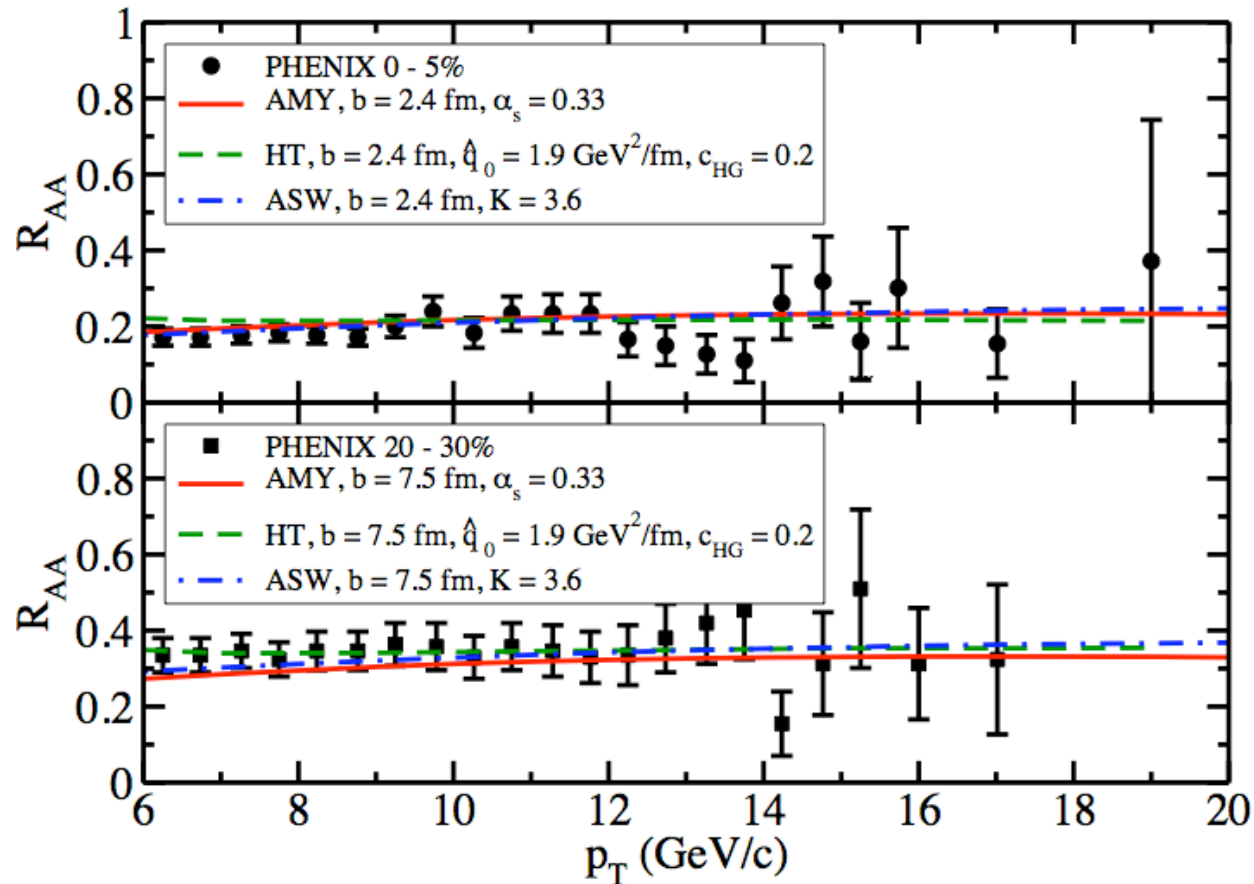 1
0.8
0.6
0.4
0.2
0
R_AA
PHENIX 0 - 5%
AMY, b = 2.4 fm, α_s = 0.33
HT, b = 2.4 fm, q̂_0 = 1.9 GeV²/fm, c_HG = 0.2
ASW, b = 2.4 fm, K = 3.6
0.8
0.6
0.4
0.2
0
R_AA
PHENIX 20 - 30%
AMY, b = 7.5 fm, α_s = 0.33
HT, b = 7.5 fm, q̂_0 = 1.9 GeV²/fm, c_HG = 0.2
ASW, b = 7.5 fm, K = 3.6
6 8 10 12 14 16 18 20
p_T (GeV/c)